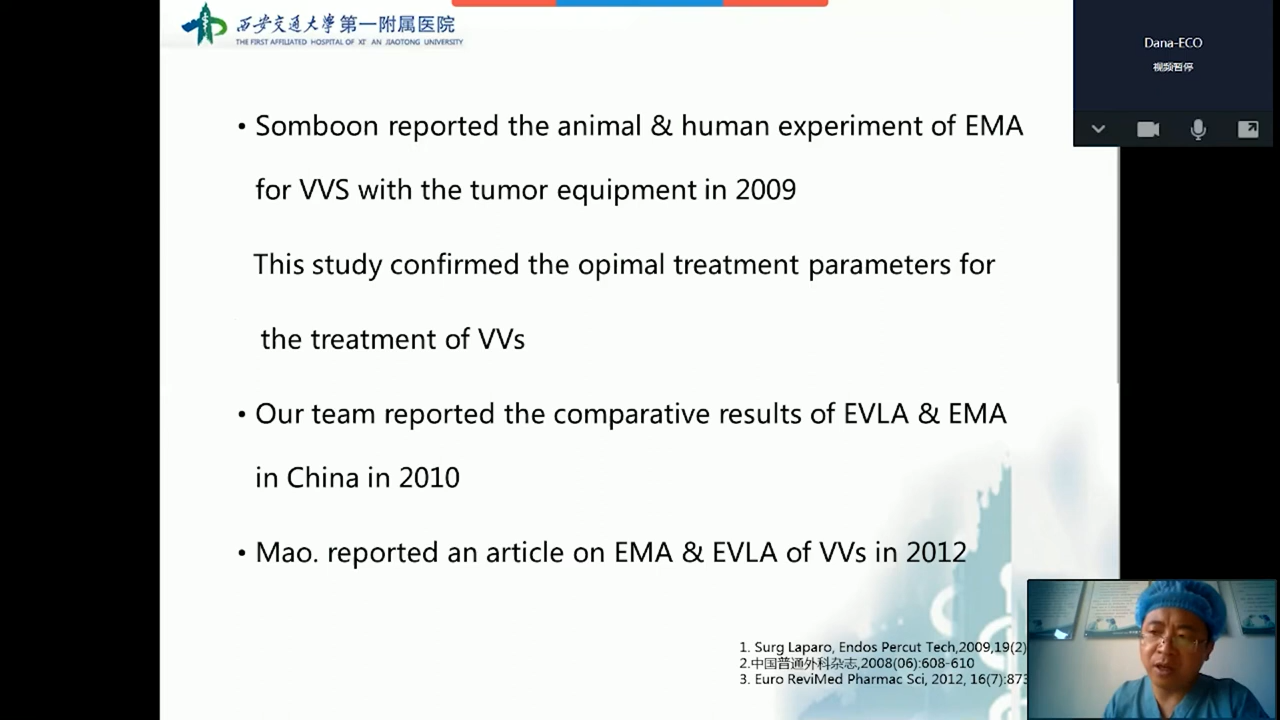 西安交通大学第一附属医院
THE FIRST AFFILIATED HOSPITAL OF XI' AN JIAOTONG UNIVERSITY
Dana-ECO
视频暂停
• Somboon reported the animal & human experiment of EMA
for VVS with the tumor equipment in 2009
This study confirmed the opimal treatment parameters for
the treatment of VVs
• Our team reported the comparative results of EVLA & EMA
in China in 2010
• Mao. reported an article on EMA & EVLA of VVs in 2012
1. Surg Laparo, Endos Percut Tech,2009,19(2)
2.中国普通外科杂志,2008(06):608-610
3. Euro ReviMed Pharmac Sci, 2012, 16(7):873